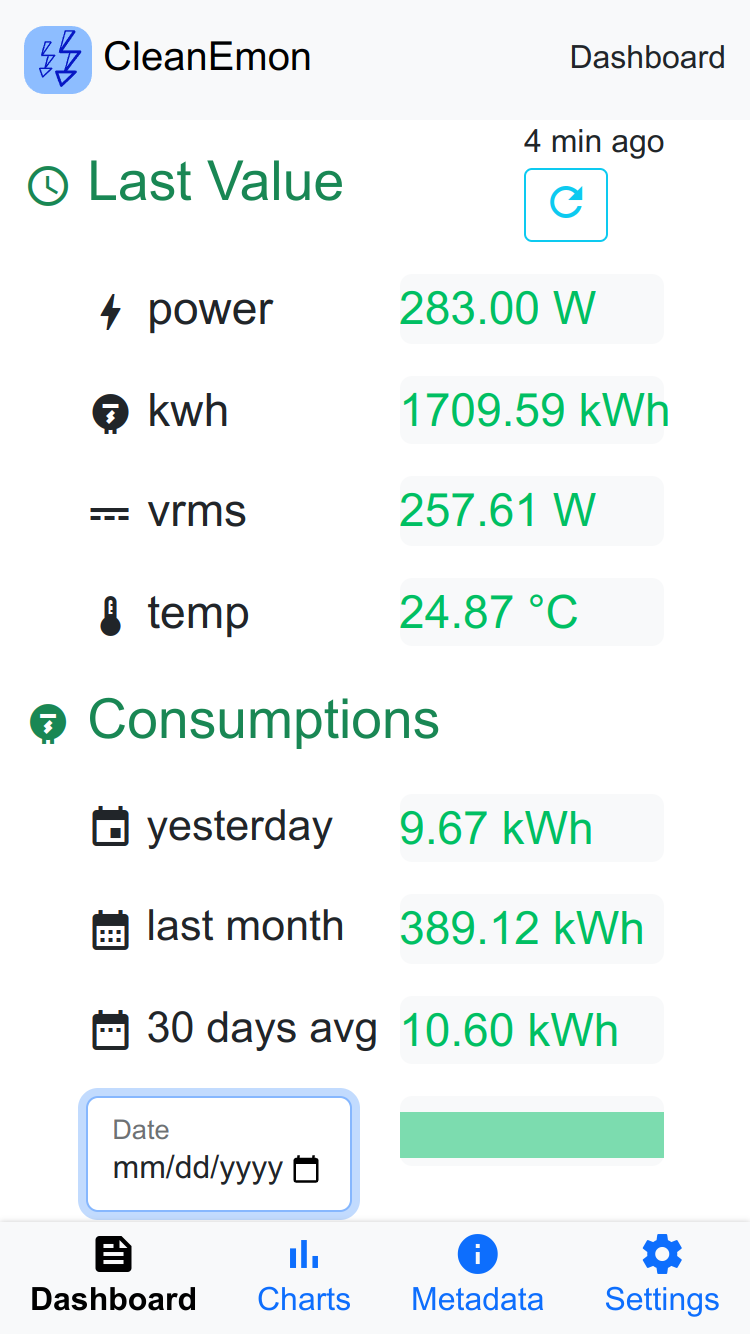 CleanEmon
Dashboard
4 min ago
Last Value
power
283.00 W
kwh
1709.59 kWh
vrms
257.61 W
temp
24.87 °C
Consumptions
yesterday
9.67 kWh
last month
389.12 kWh
30 days avg
10.60 kWh
Date
mm/dd/yyyy
Dashboard
Charts
Metadata
Settings